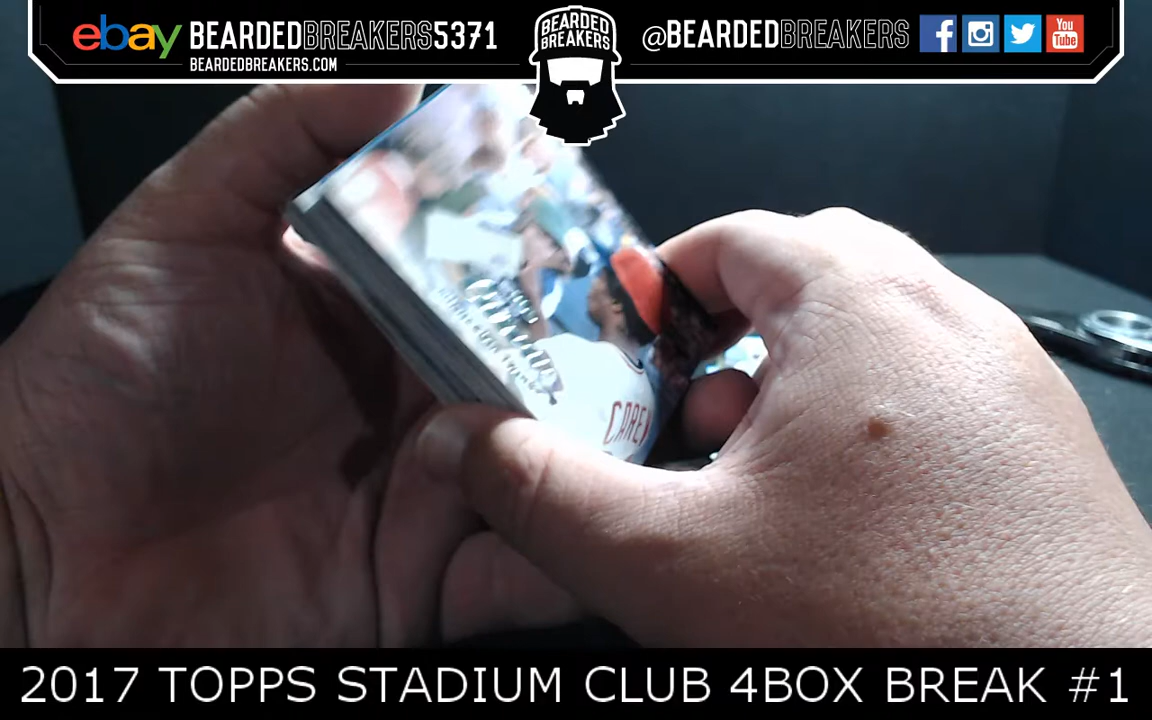 ebay BEARDEDBREAKERS5371
BEARDEDBREAKERS.COM
BEARDED
BREAKERS
@BEARDEDBREAKERS
f
You
Tube
CAREW
2017 TOPPS STADIUM CLUB 4BOX BREAK #1